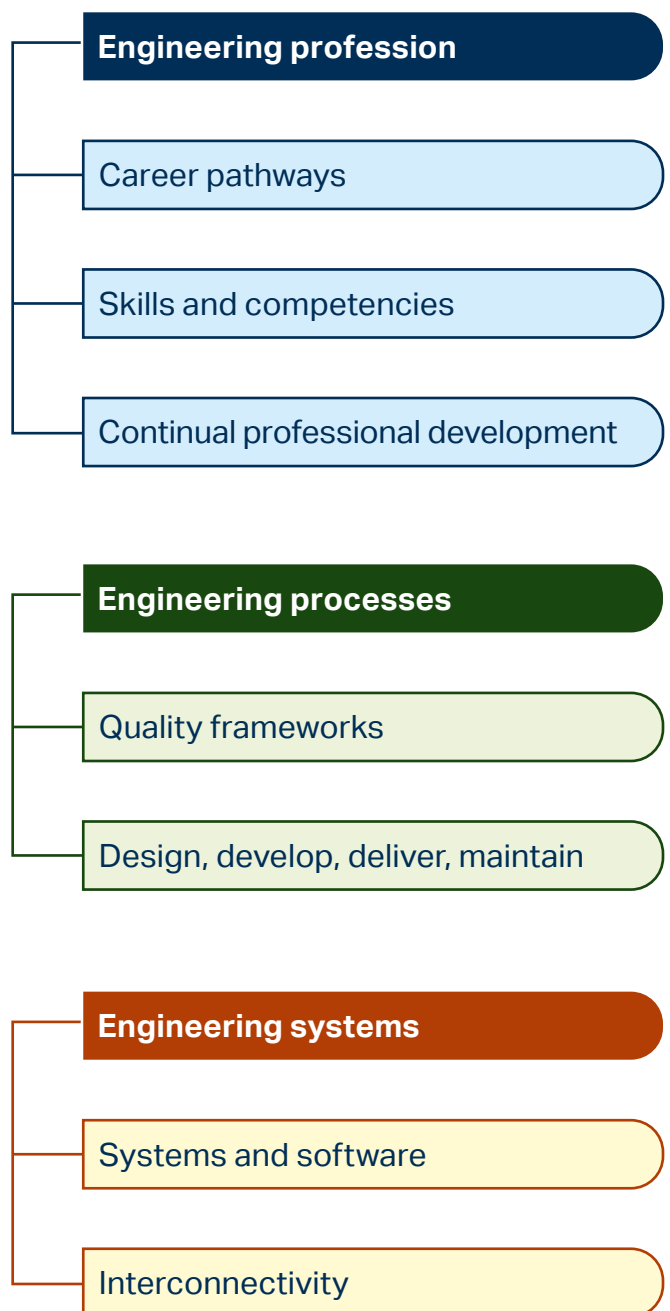 Engineering profession
Career pathways
Skills and competencies
Continual professional development
Engineering processes
Quality frameworks
Design, develop, deliver, maintain
Engineering systems
Systems and software
Interconnectivity